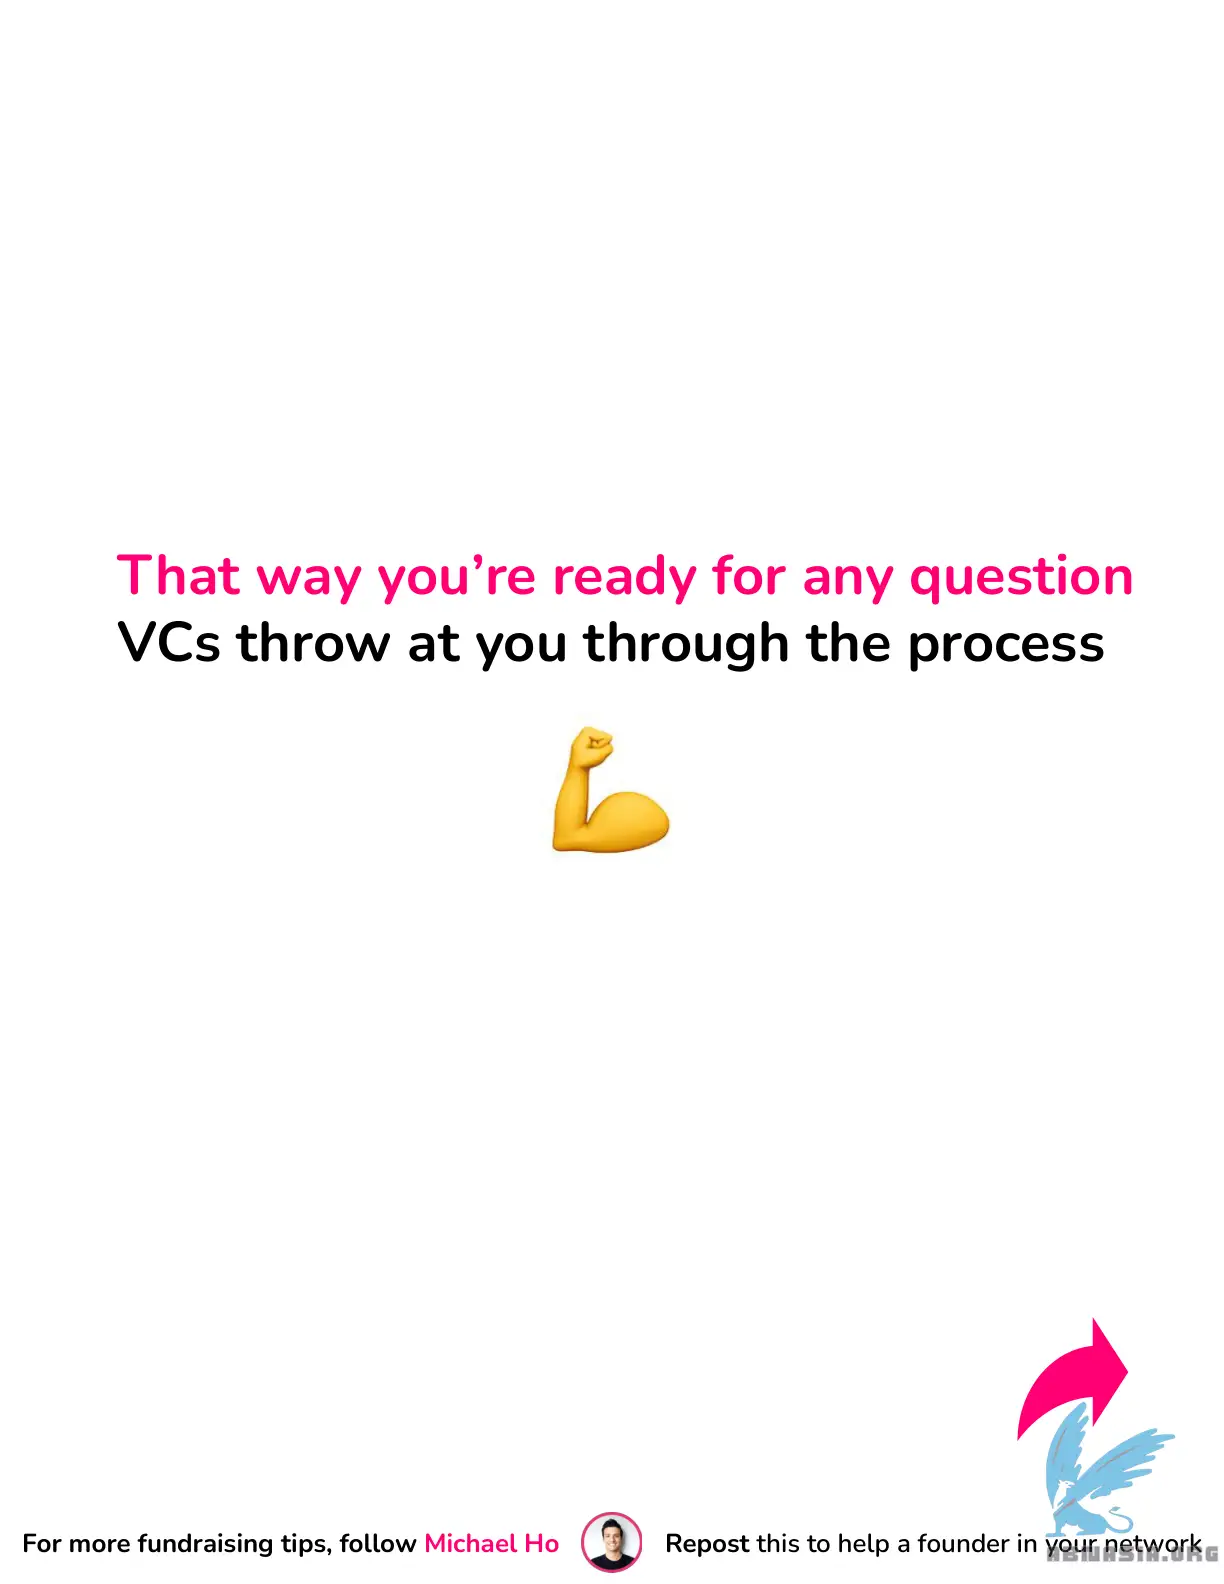 That way you’re ready for any question
VCs throw at you through the process
For more fundraising tips, follow Michael Ho
Repost this to help a founder in your network
ABNASIA.ORG